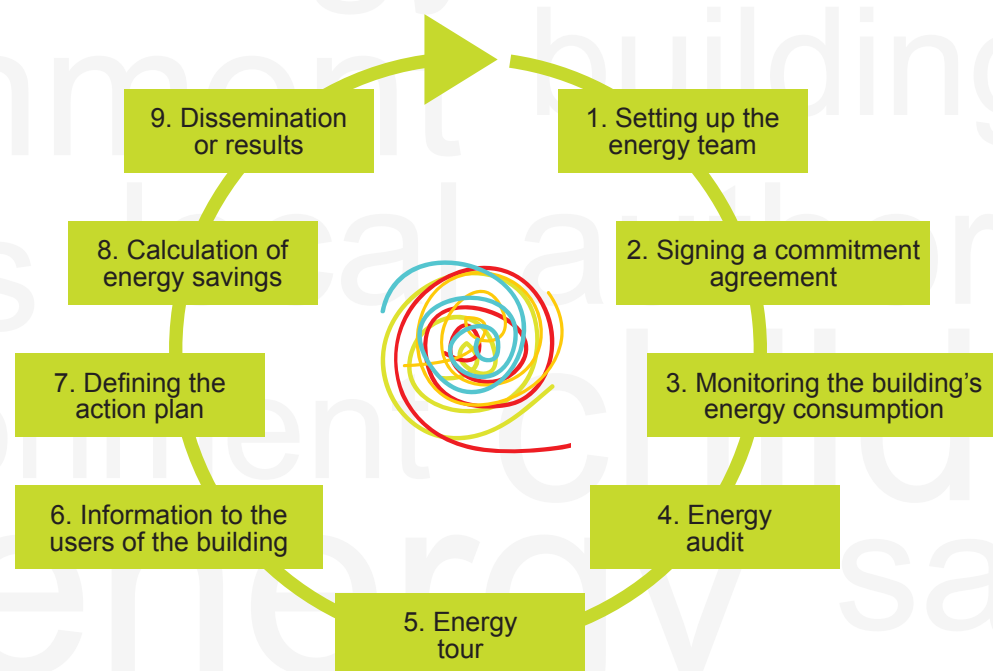 1. Setting up the
energy team
2. Signing a commitment
agreement
3. Monitoring the building’s
energy consumption
4. Energy
audit
5. Energy
tour
6. Information to the
users of the building
7. Defining the
action plan
8. Calculation of
energy savings
9. Dissemination
or results